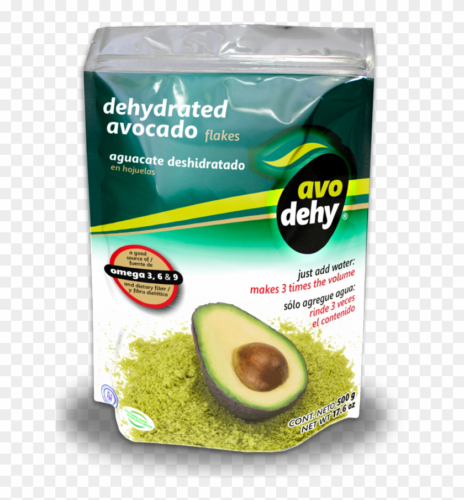 dehydrated
avocado flakes
aguacate deshidratado
en hojuelas
avo
dehy®
a good
source of /
fuente de
omega 3, 6 & 9
and dietary fiber /
y fibra dietética
just add water:
makes 3 times the volume
sólo agregue agua:
rinde 3 veces
el contenido
CONT. NETO 500 g
NET WT 17.6 oz